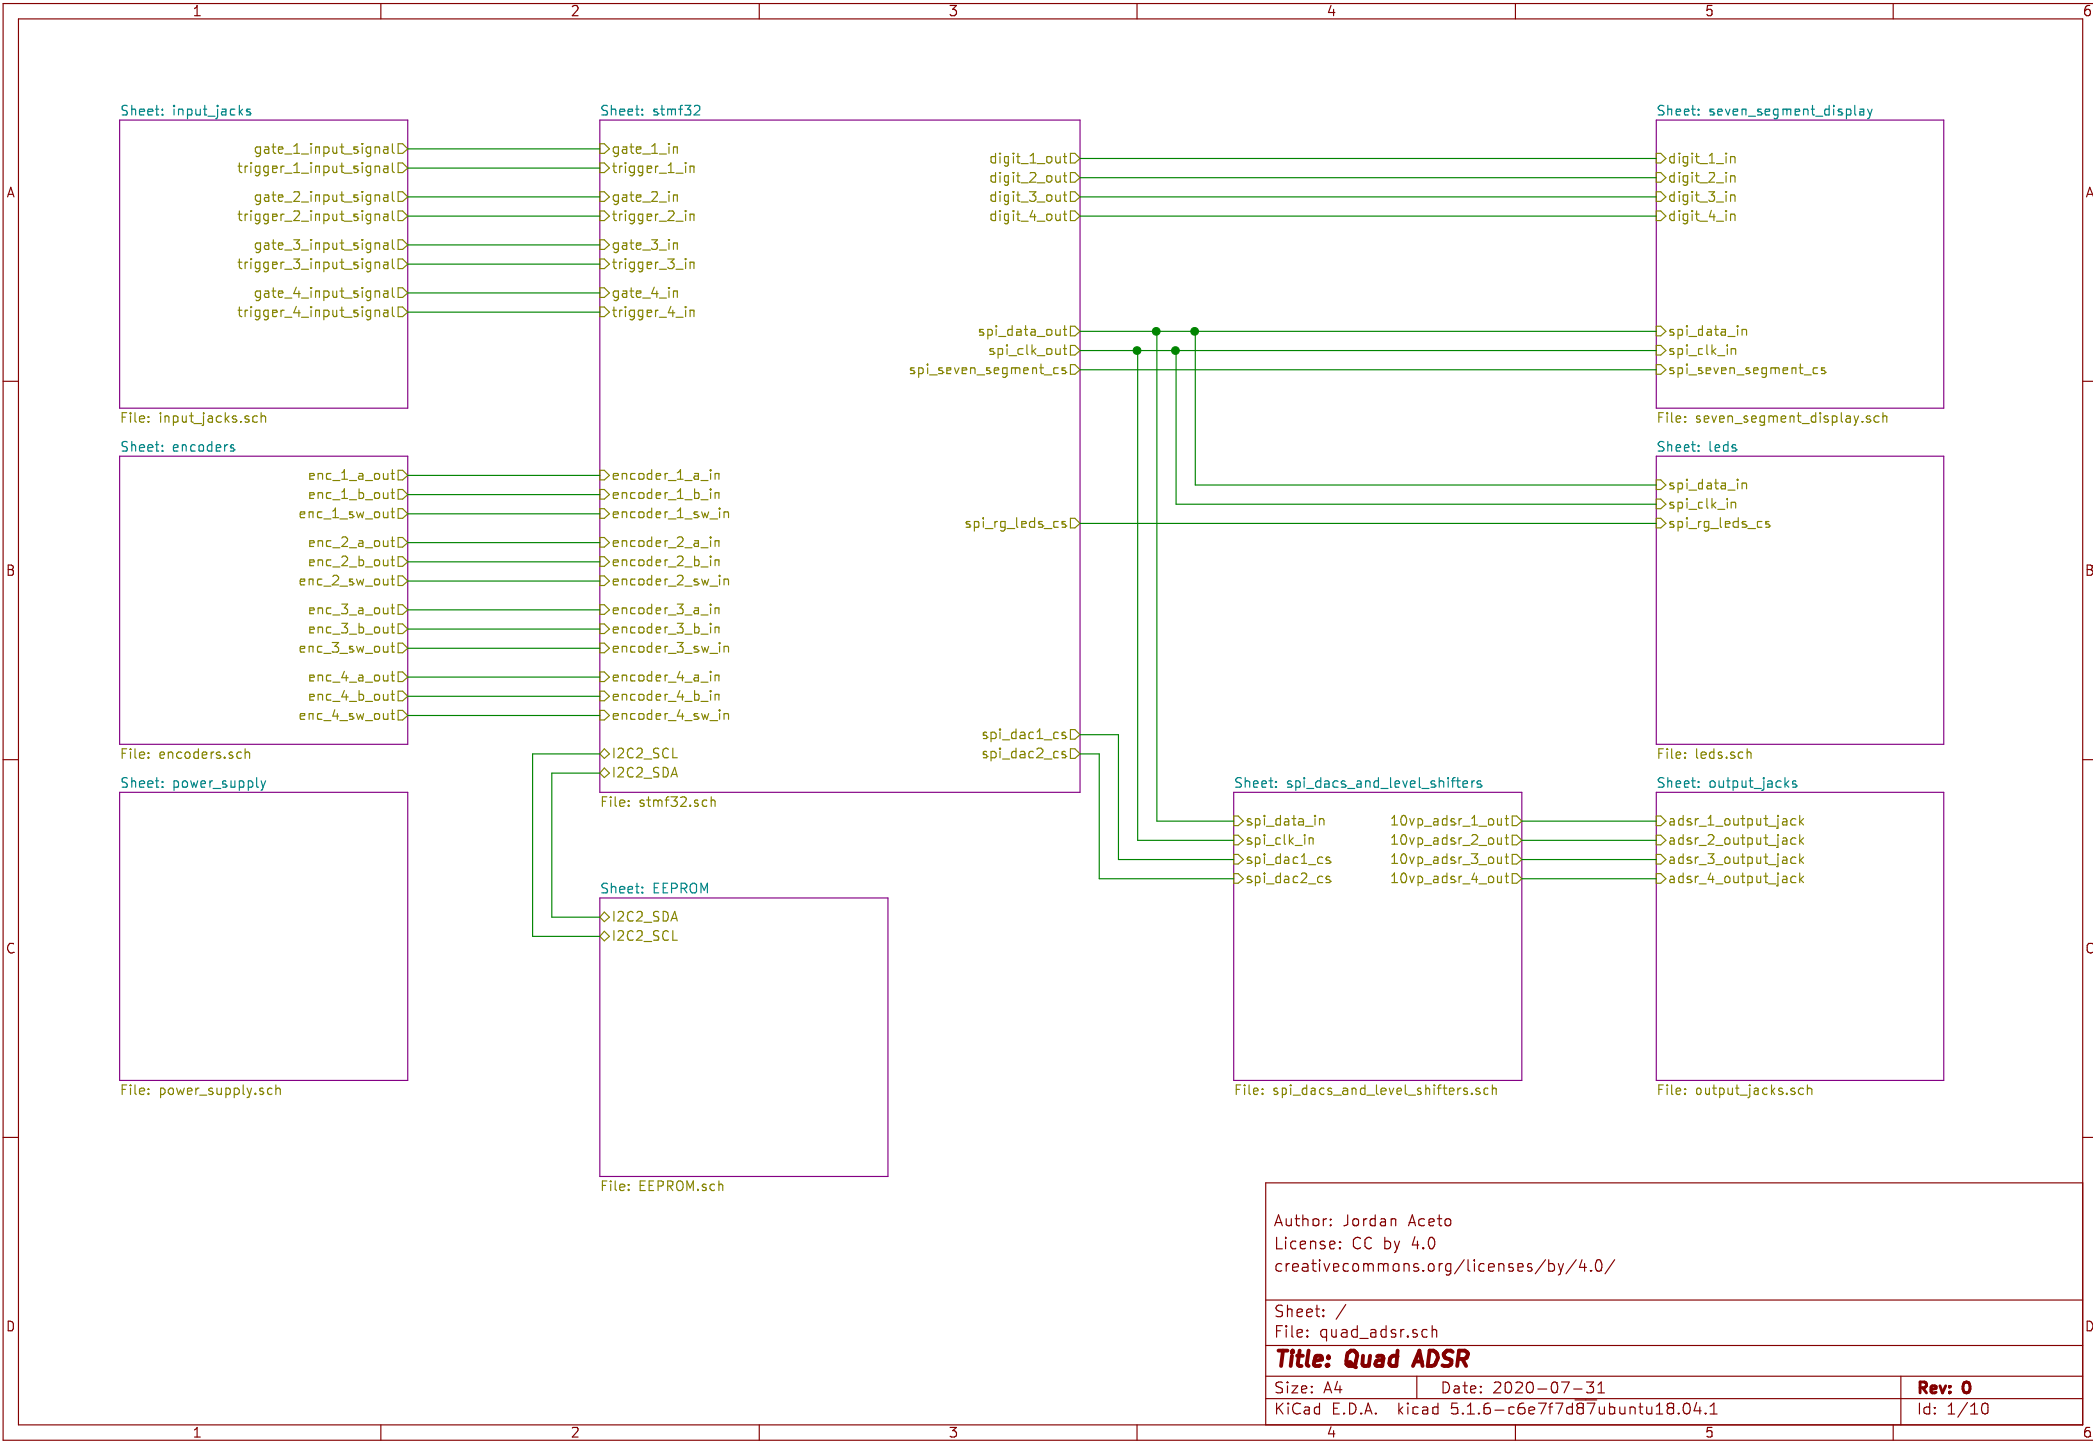 1 2 3 4 5 6
Sheet: input_jacks
gate_1_input_signal
trigger_1_input_signal
gate_2_input_signal
trigger_2_input_signal
gate_3_input_signal
trigger_3_input_signal
gate_4_input_signal
trigger_4_input_signal
File: input_jacks.sch
Sheet: encoders
enc_1_a_out
enc_1_b_out
enc_1_sw_out
enc_2_a_out
enc_2_b_out
enc_2_sw_out
enc_3_a_out
enc_3_b_out
enc_3_sw_out
enc_4_a_out
enc_4_b_out
enc_4_sw_out
File: encoders.sch
Sheet: power_supply
File: power_supply.sch
Sheet: stmf32
gate_1_in
trigger_1_in
gate_2_in
trigger_2_in
gate_3_in
trigger_3_in
gate_4_in
trigger_4_in
encoder_1_a_in
encoder_1_b_in
encoder_1_sw_in
encoder_2_a_in
encoder_2_b_in
encoder_2_sw_in
encoder_3_a_in
encoder_3_b_in
encoder_3_sw_in
encoder_4_a_in
encoder_4_b_in
encoder_4_sw_in
I2C2_SCL
I2C2_SDA
digit_1_out
digit_2_out
digit_3_out
digit_4_out
spi_data_out
spi_clk_out
spi_seven_segment_cs
spi_rg_leds_cs
spi_dac1_cs
spi_dac2_cs
File: stmf32.sch
Sheet: EEPROM
I2C2_SDA
I2C2_SCL
File: EEPROM.sch
Sheet: seven_segment_display
digit_1_in
digit_2_in
digit_3_in
digit_4_in
spi_data_in
spi_clk_in
spi_seven_segment_cs
File: seven_segment_display.sch
Sheet: leds
spi_data_in
spi_clk_in
spi_rg_leds_cs
File: leds.sch
Sheet: spi_dacs_and_level_shifters
spi_data_in
spi_clk_in
spi_dac1_cs
spi_dac2_cs
10vp_adsr_1_out
10vp_adsr_2_out
10vp_adsr_3_out
10vp_adsr_4_out
File: spi_dacs_and_level_shifters.sch
Sheet: output_jacks
adsr_1_output_jack
adsr_2_output_jack
adsr_3_output_jack
adsr_4_output_jack
File: output_jacks.sch
A
B
C
D
A
B
C
D
Author: Jordan Aceto
License: CC by 4.0
creativecommons.org/licenses/by/4.0/
Sheet: /
File: quad_adsr.sch
Title: Quad ADSR
Size: A4 Date: 2020-07-31 Rev: 0
KiCad E.D.A. kicad 5.1.6-c6e7f7d87ubuntu18.04.1 Id: 1/10
1 2 3 4 5 6